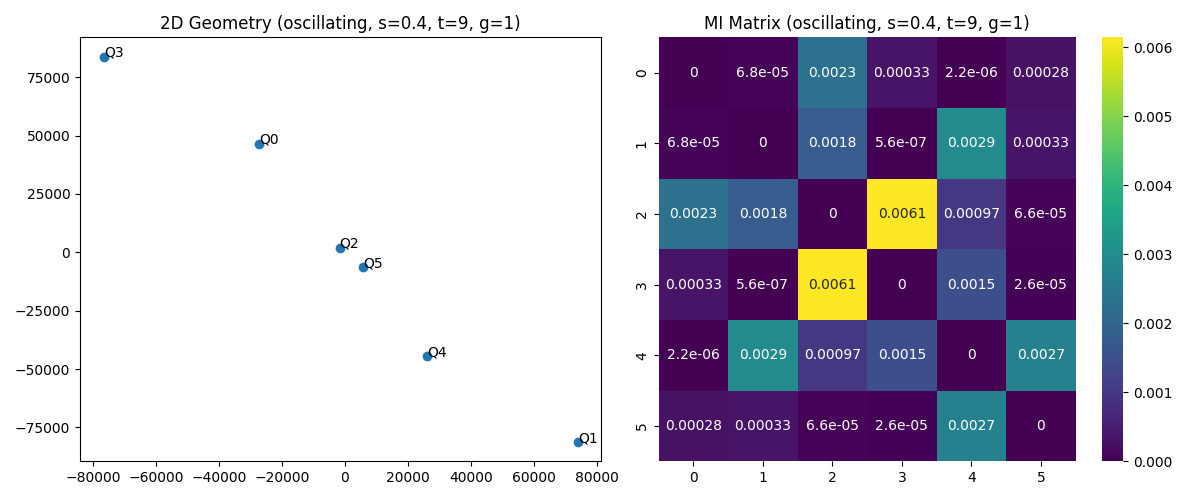 2D Geometry (oscillating, s=0.4, t=9, g=1)
Q3
Q0
Q2
Q5
Q4
Q1
75000
50000
25000
0
−25000
−50000
−75000
−80000 −60000 −40000 −20000 0 20000 40000 60000 80000
MI Matrix (oscillating, s=0.4, t=9, g=1)
0 0 6.8e-05 0.0023 0.00033 2.2e-06 0.00028
1 6.8e-05 0 0.0018 5.6e-07 0.0029 0.00033
2 0.0023 0.0018 0 0.0061 0.00097 6.6e-05
3 0.00033 5.6e-07 0.0061 0 0.0015 2.6e-05
4 2.2e-06 0.0029 0.00097 0.0015 0 0.0027
5 0.00028 0.00033 6.6e-05 2.6e-05 0.0027 0
0 1 2 3 4 5
0.006
0.005
0.004
0.003
0.002
0.001
0.000